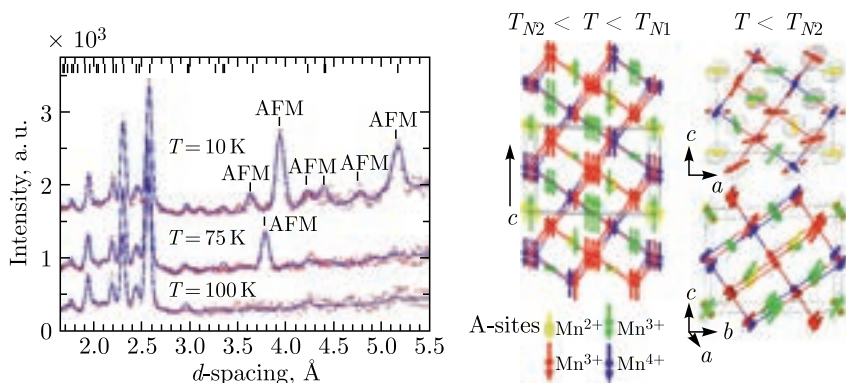 × 10³
Intensity, a. u.
3
2
1
0
T = 10 K
AFM
AFM
AFM
AFM
AFM
T = 75 K
AFM
T = 100 K
2.0 2.5 3.0 3.5 4.0 4.5 5.0 5.5
d-spacing, Å
T_N2 < T < T_N1
c
A-sites Mn²⁺ Mn³⁺
Mn³⁺ Mn⁴⁺
T < T_N2
c
a
c
b
a